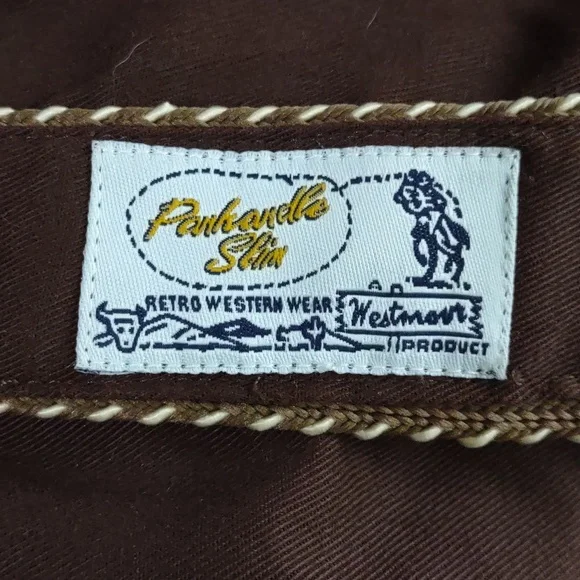 Panhandle
Slim
RETRO WESTERN WEAR
Westmoor
PRODUCT